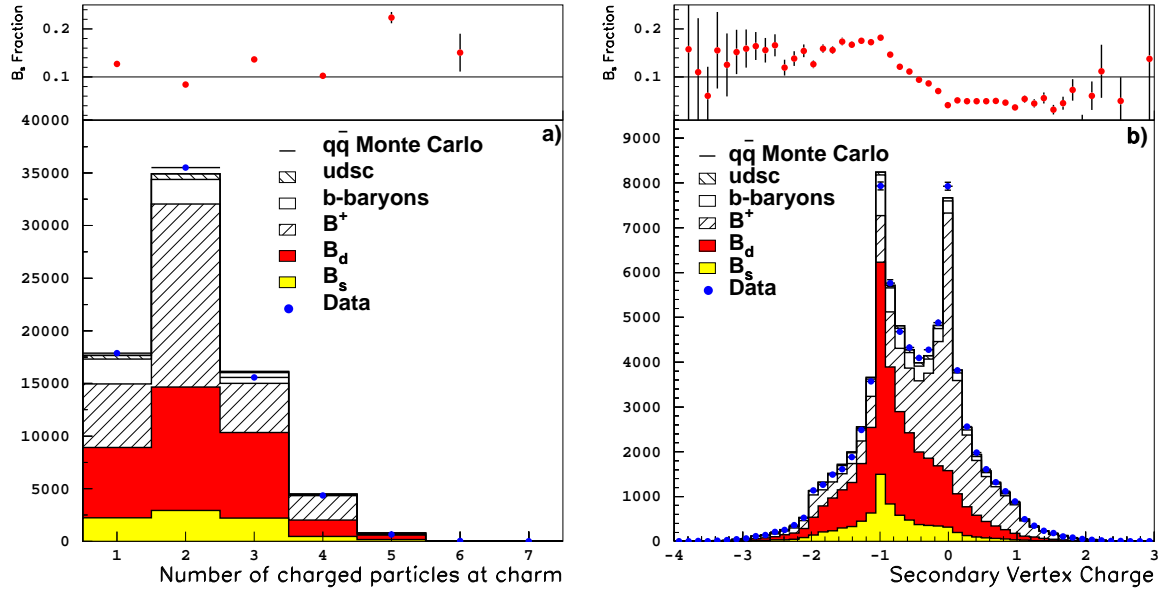 B_s Fraction
0.2
0.1
40000
35000
30000
25000
20000
15000
10000
5000
0
a)
qq̅ Monte Carlo
udsc
b-baryons
B^+
B_d
B_s
Data
1 2 3 4 5 6 7
Number of charged particles at charm
B_s Fraction
0.2
0.1
9000
8000
7000
6000
5000
4000
3000
2000
1000
0
b)
qq̅ Monte Carlo
udsc
b-baryons
B^+
B_d
B_s
Data
-4 -3 -2 -1 0 1 2 3
Secondary Vertex Charge